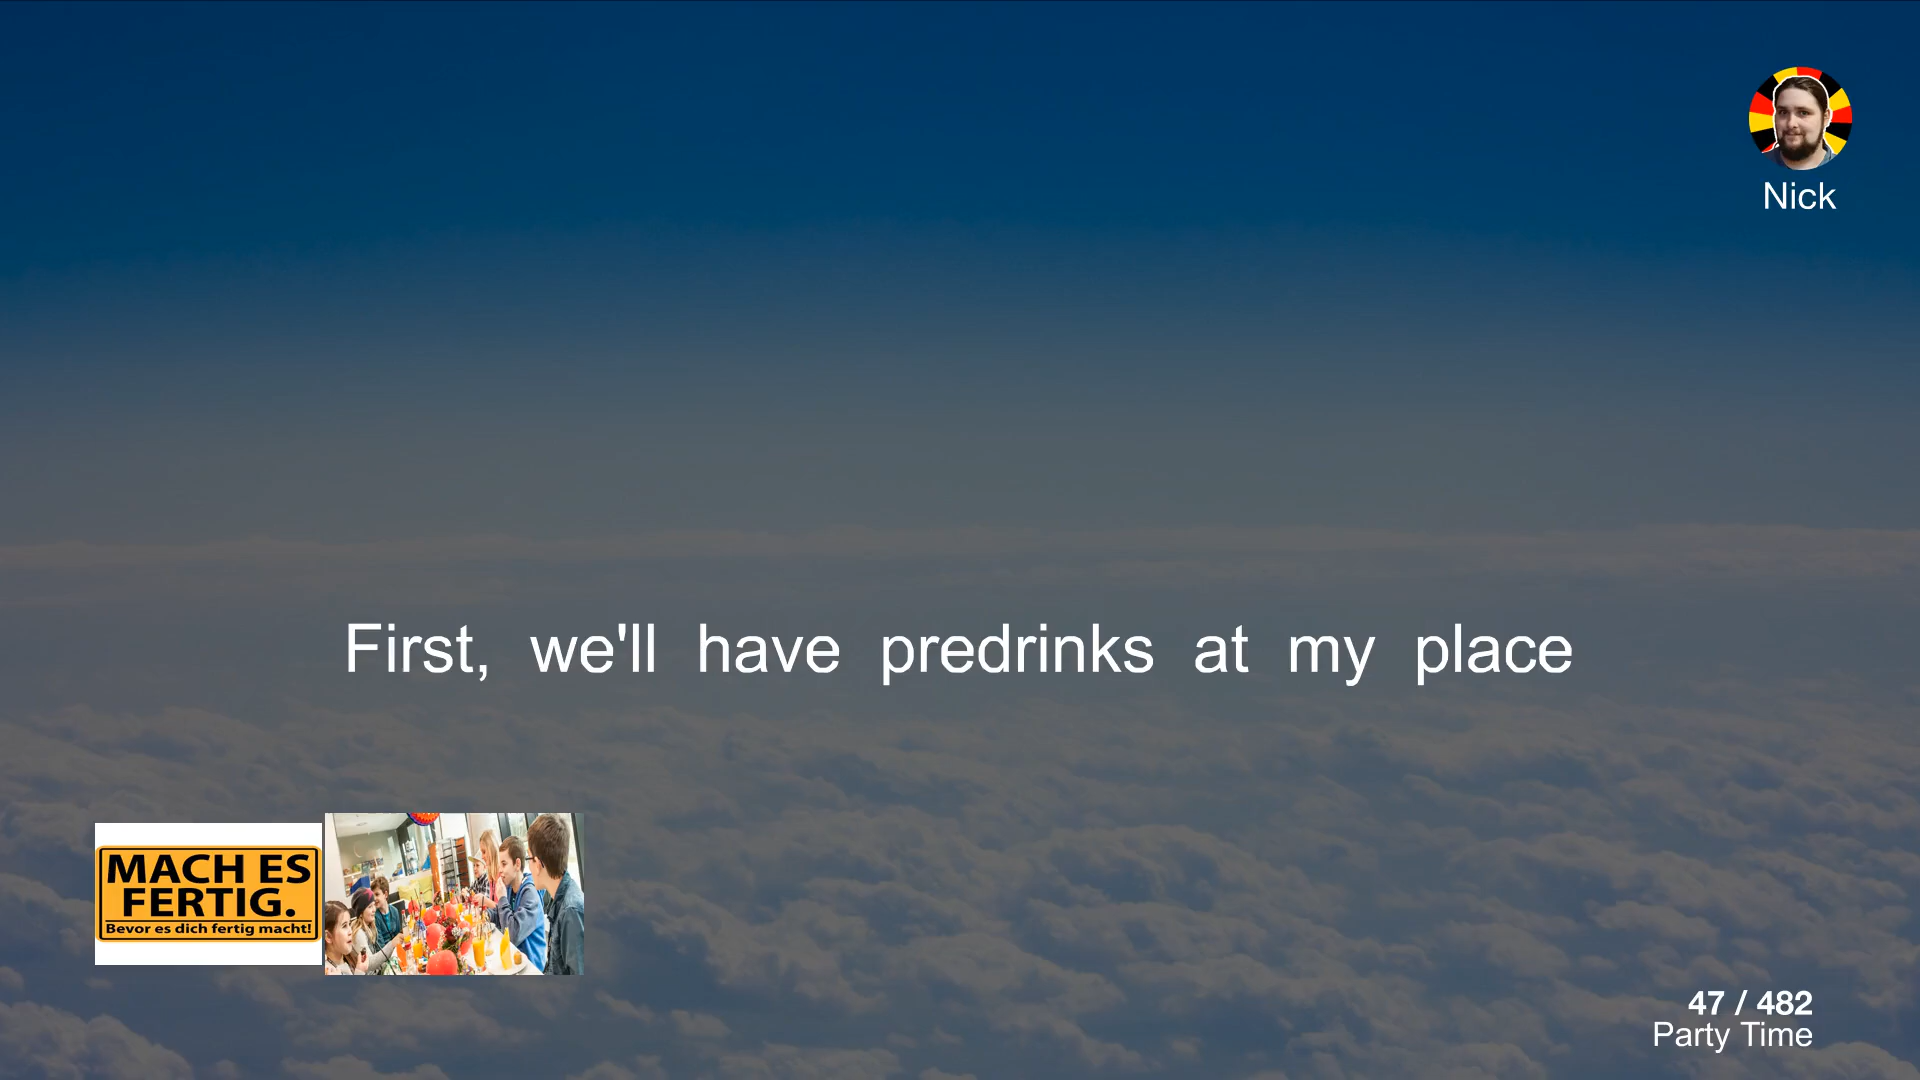 Nick
First, we'll have predrinks at my place
MACH ES
FERTIG.
Bevor es dich fertig macht!
47 / 482
Party Time